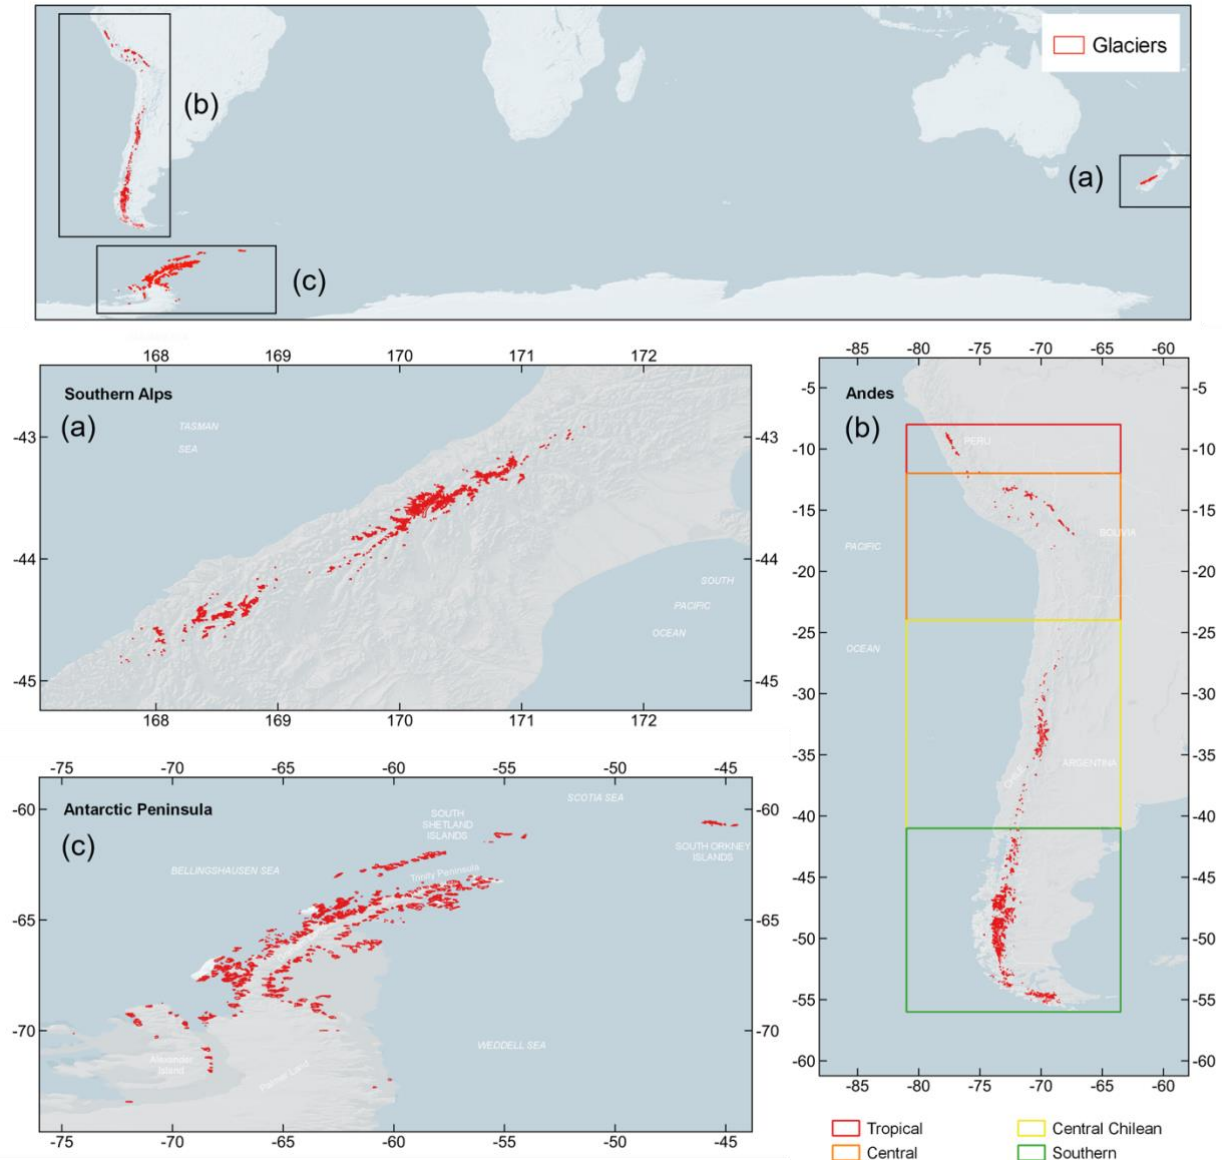 Glaciers
(b)
(a)
(c)
168 169 170 171 172
Southern Alps
(a)
TASMAN
SEA
-43 -43
-44 -44
SOUTH
PACIFIC
OCEAN
-45 -45
168 169 170 171 172
-85 -80 -75 -70 -65 -60
Andes
(b)
-5 -5
-10 -10
PERU
-15 -15
BOLIVIA
PACIFIC
-20 -20
-25 -25
OCEAN
-30 -30
-35 -35
CHILE
ARGENTINA
-40 -40
-45 -45
-50 -50
-55 -55
-60 -60
-85 -80 -75 -70 -65 -60
-75 -70 -65 -60 -55 -50 -45
Antarctic Peninsula
(c)
-60 -60
SCOTIA SEA
SOUTH
SHETLAND
ISLANDS
SOUTH ORKNEY
ISLANDS
BELLINGSHAUSEN SEA
Trinity Peninsula
-65 -65
-70 -70
WEDDELL SEA
Alexander
Island
Palmer Land
-75 -70 -65 -60 -55 -50 -45
Tropical
Central
Central Chilean
Southern